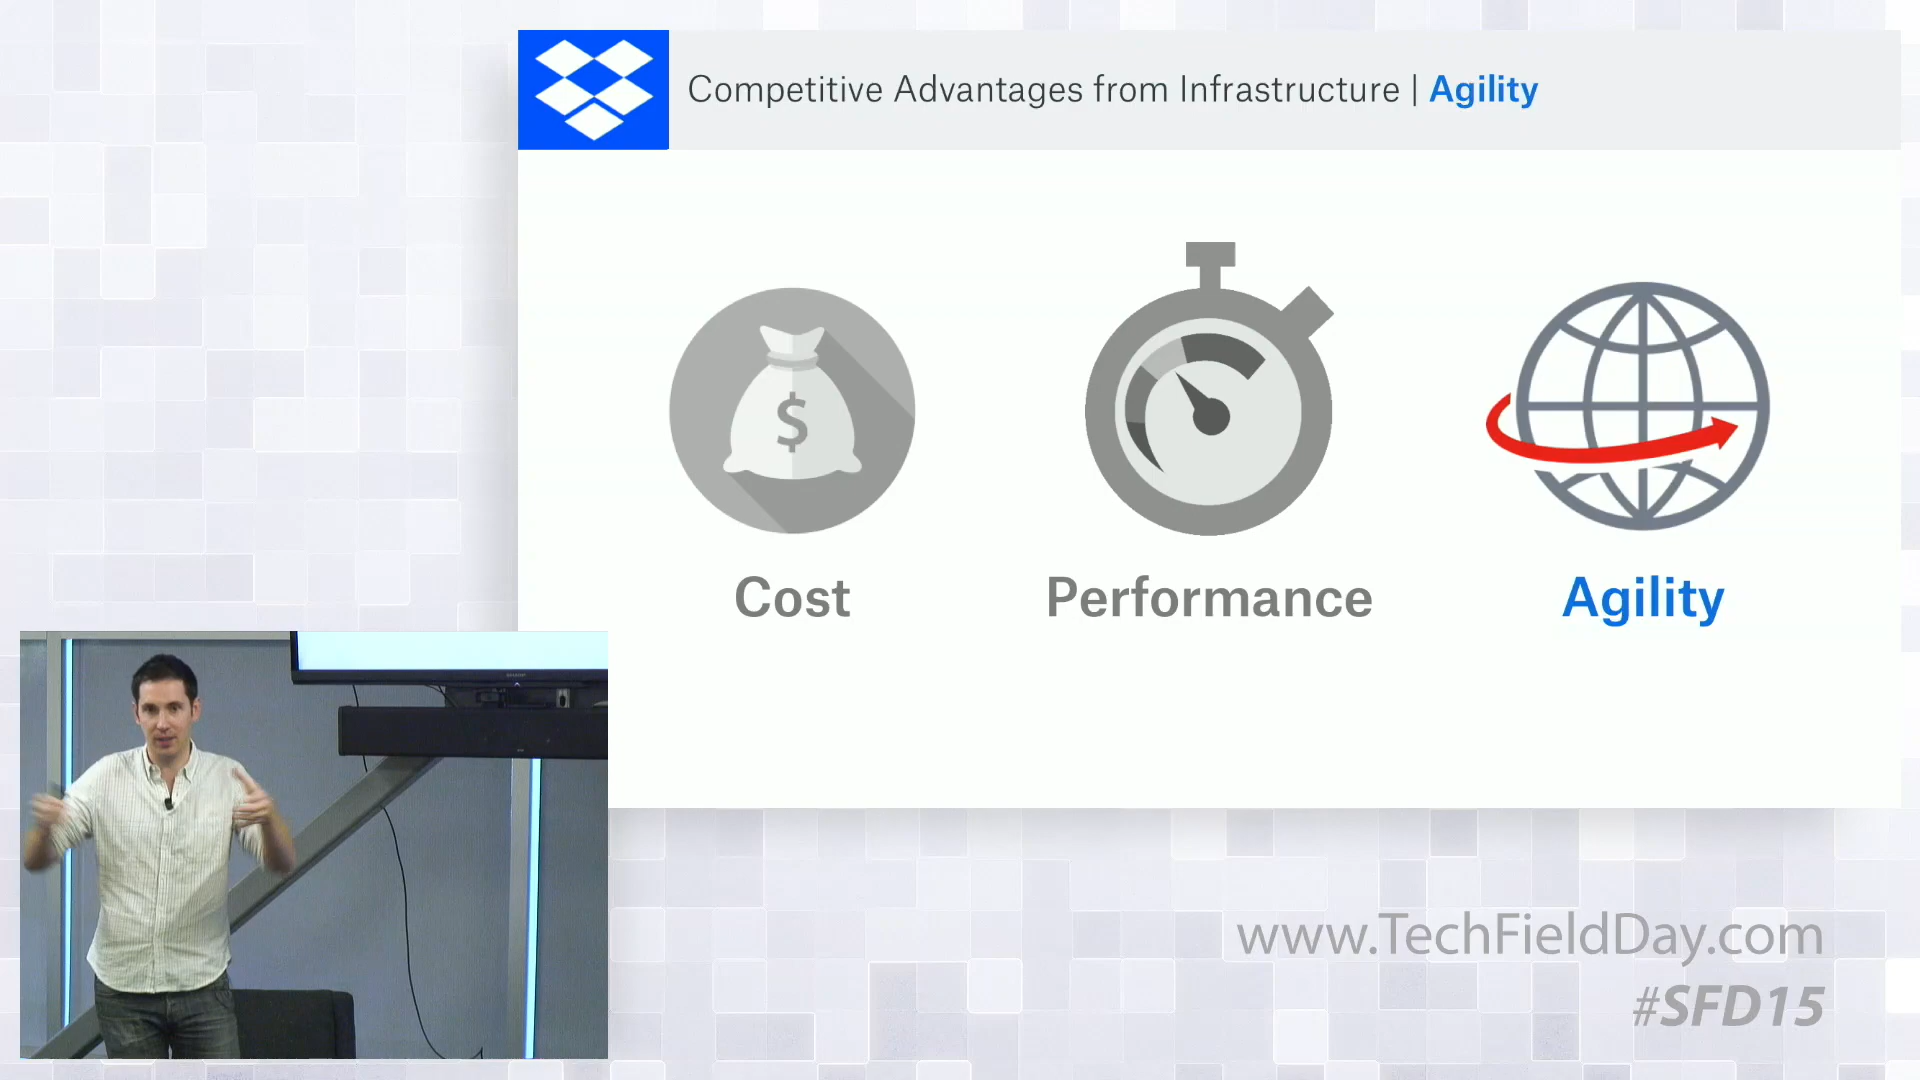 Competitive Advantages from Infrastructure | Agility
$
Cost
Performance
Agility
www.TechFieldDay.com
#SFD15